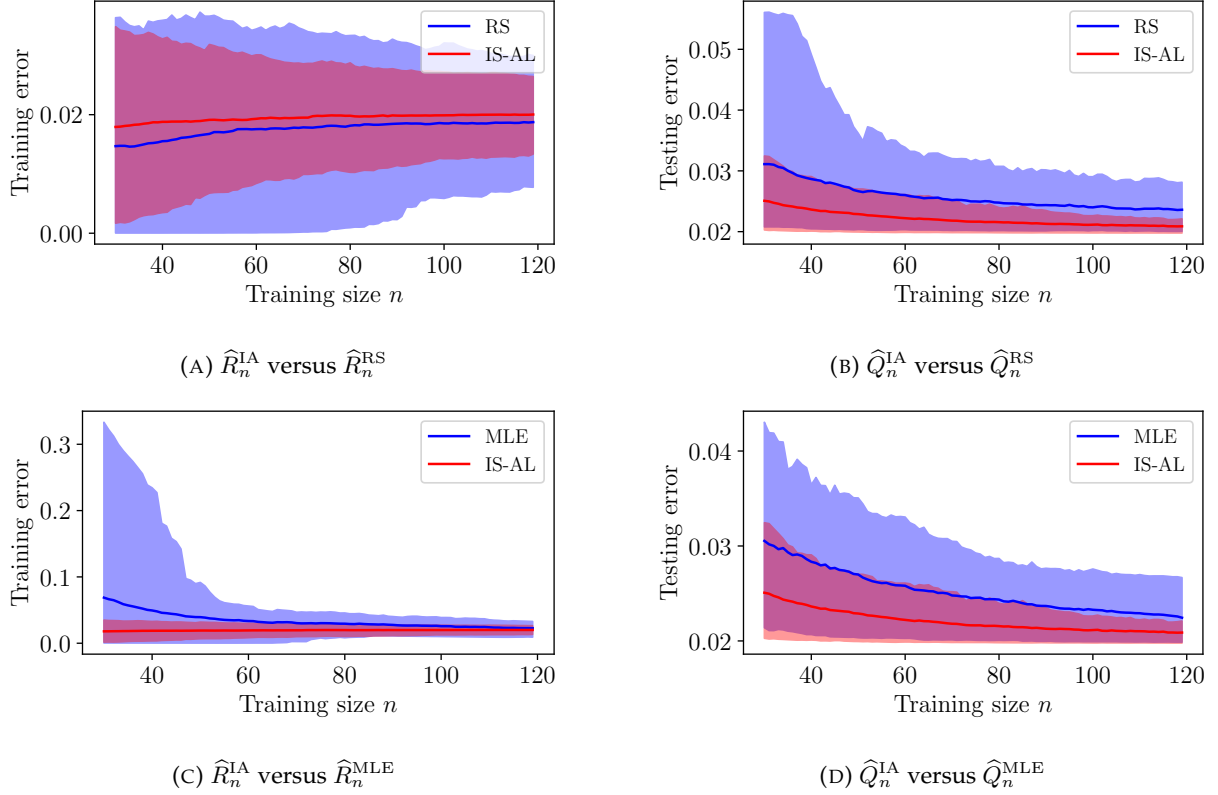 RS
IS-AL
Training error
0.02
0.00
40 60 80 100 120
Training size n
(A) R̂ₙᴵᴬ versus R̂ₙᴿˢ
RS
IS-AL
Testing error
0.05
0.04
0.03
0.02
40 60 80 100 120
Training size n
(B) Q̂ₙᴵᴬ versus Q̂ₙᴿˢ
MLE
IS-AL
Training error
0.3
0.2
0.1
0.0
40 60 80 100 120
Training size n
(C) R̂ₙᴵᴬ versus R̂ₙᴹᴸᴱ
MLE
IS-AL
Testing error
0.04
0.03
0.02
40 60 80 100 120
Training size n
(D) Q̂ₙᴵᴬ versus Q̂ₙᴹᴸᴱ